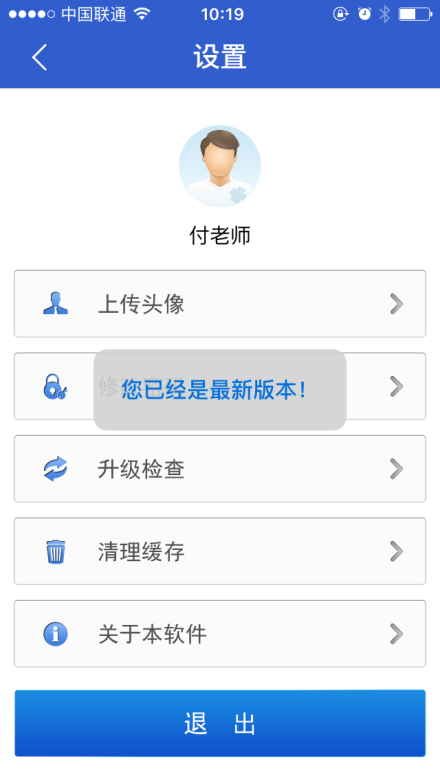 中国联通 10:19
设置
付老师
上传头像
修
您已经是最新版本！
升级检查
清理缓存
关于本软件
退 出